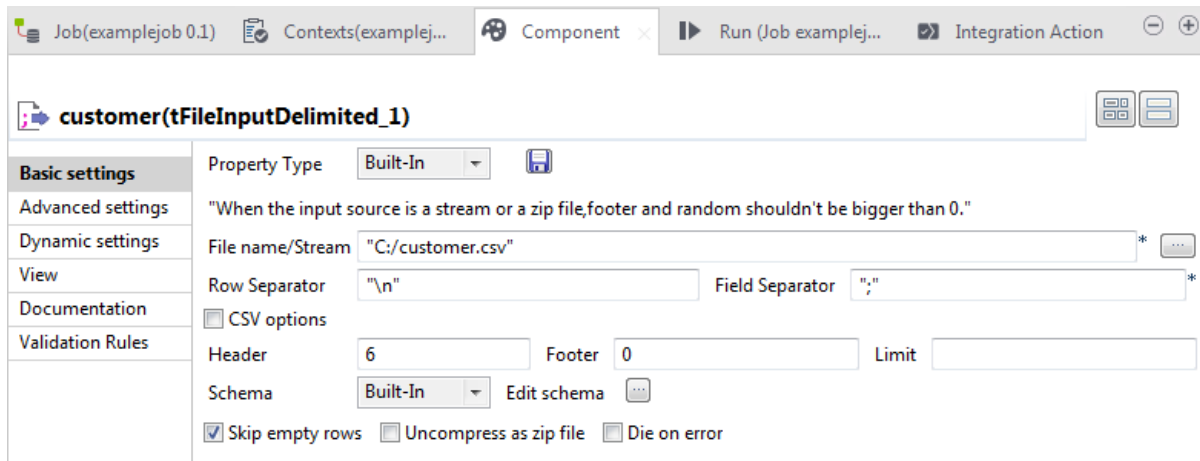 Job(examplejob 0.1) Contexts(examplej... Component Run (Job examplej... Integration Action
customer(tFileInputDelimited_1)
Basic settings
Advanced settings
Dynamic settings
View
Documentation
Validation Rules
Property Type Built-In
"When the input source is a stream or a zip file,footer and random shouldn't be bigger than 0."
File name/Stream "C:/customer.csv" * ...
Row Separator "\n" Field Separator ";" *
CSV options
Header 6 Footer 0 Limit
Schema Built-In Edit schema ...
Skip empty rows Uncompress as zip file Die on error